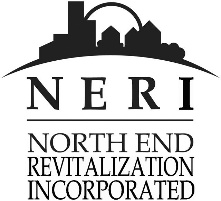 NERI
NORTH END
REVITALIZATION
INCORPORATED